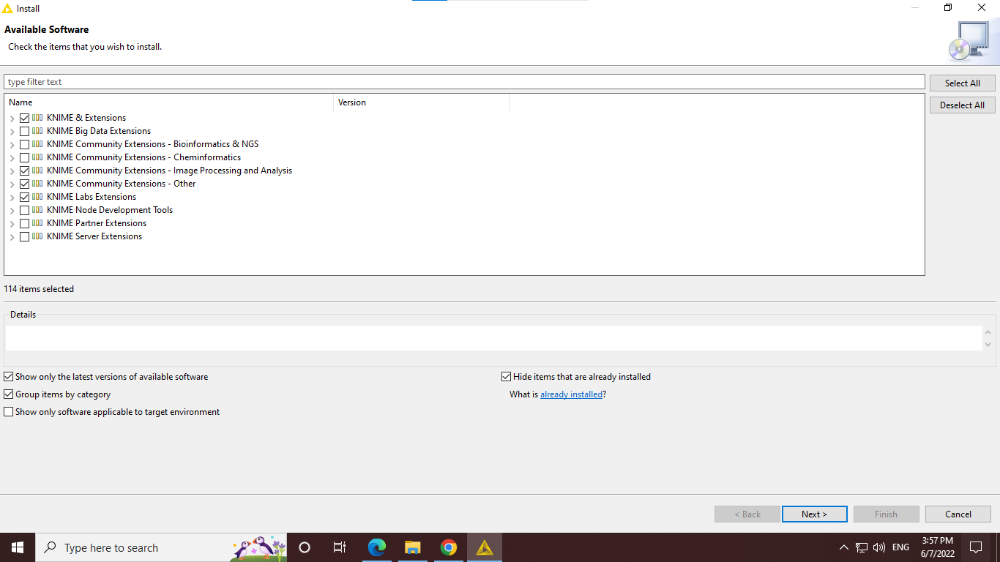 Install
Available Software
Check the items that you wish to install.
type filter text
Select All
Deselect All
Name Version
KNIME & Extensions
KNIME Big Data Extensions
KNIME Community Extensions - Bioinformatics & NGS
KNIME Community Extensions - Cheminformatics
KNIME Community Extensions - Image Processing and Analysis
KNIME Community Extensions - Other
KNIME Labs Extensions
KNIME Node Development Tools
KNIME Partner Extensions
KNIME Server Extensions
114 items selected
Details
Show only the latest versions of available software
Hide items that are already installed
Group items by category
What is already installed?
Show only software applicable to target environment
< Back
Next >
Finish
Cancel
Type here to search
ENG
3:57 PM
6/7/2022